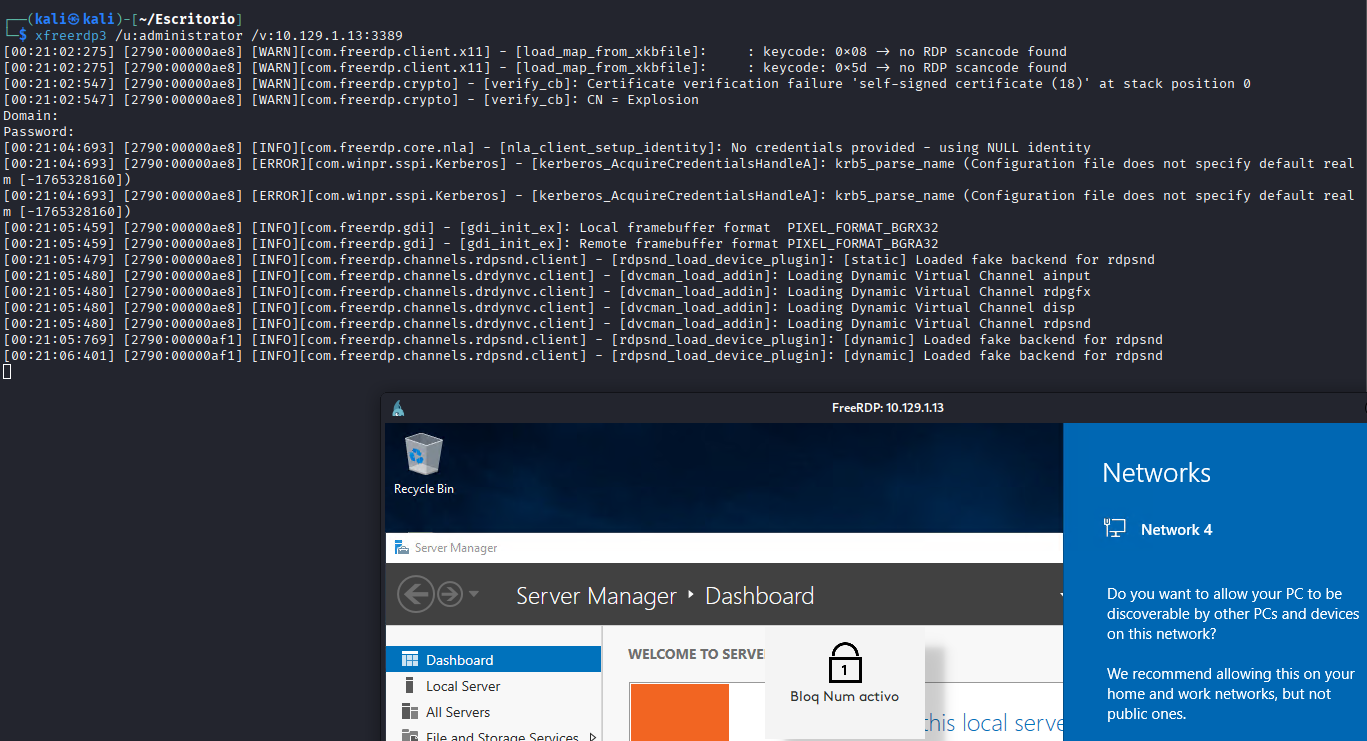 (kali㉿kali)-[~/Escritorio]
$ xfreerdp3 /u:administrator /v:10.129.1.13:3389
[00:21:02:275] [2790:00000ae8] [WARN][com.freerdp.client.x11] - [load_map_from_xkbfile]:     : keycode: 0×08 → no RDP scancode found
[00:21:02:275] [2790:00000ae8] [WARN][com.freerdp.client.x11] - [load_map_from_xkbfile]:     : keycode: 0×5d → no RDP scancode found
[00:21:02:547] [2790:00000ae8] [WARN][com.freerdp.crypto] - [verify_cb]: Certificate verification failure 'self-signed certificate (18)' at stack position 0
[00:21:02:547] [2790:00000ae8] [WARN][com.freerdp.crypto] - [verify_cb]: CN = Explosion
Domain:
Password:
[00:21:04:693] [2790:00000ae8] [INFO][com.freerdp.core.nla] - [nla_client_setup_identity]: No credentials provided - using NULL identity
[00:21:04:693] [2790:00000ae8] [ERROR][com.winpr.sspi.Kerberos] - [kerberos_AcquireCredentialsHandleA]: krb5_parse_name (Configuration file does not specify default real
m [-1765328160])
[00:21:04:693] [2790:00000ae8] [ERROR][com.winpr.sspi.Kerberos] - [kerberos_AcquireCredentialsHandleA]: krb5_parse_name (Configuration file does not specify default real
m [-1765328160])
[00:21:05:459] [2790:00000ae8] [INFO][com.freerdp.gdi] - [gdi_init_ex]: Local framebuffer format  PIXEL_FORMAT_BGRX32
[00:21:05:459] [2790:00000ae8] [INFO][com.freerdp.gdi] - [gdi_init_ex]: Remote framebuffer format PIXEL_FORMAT_BGRA32
[00:21:05:479] [2790:00000ae8] [INFO][com.freerdp.channels.rdpsnd.client] - [rdpsnd_load_device_plugin]: [static] Loaded fake backend for rdpsnd
[00:21:05:480] [2790:00000ae8] [INFO][com.freerdp.channels.drdynvc.client] - [dvcman_load_addin]: Loading Dynamic Virtual Channel ainput
[00:21:05:480] [2790:00000ae8] [INFO][com.freerdp.channels.drdynvc.client] - [dvcman_load_addin]: Loading Dynamic Virtual Channel rdpgfx
[00:21:05:480] [2790:00000ae8] [INFO][com.freerdp.channels.drdynvc.client] - [dvcman_load_addin]: Loading Dynamic Virtual Channel disp
[00:21:05:480] [2790:00000ae8] [INFO][com.freerdp.channels.drdynvc.client] - [dvcman_load_addin]: Loading Dynamic Virtual Channel rdpsnd
[00:21:05:769] [2790:00000af1] [INFO][com.freerdp.channels.rdpsnd.client] - [rdpsnd_load_device_plugin]: [dynamic] Loaded fake backend for rdpsnd
[00:21:06:401] [2790:00000af1] [INFO][com.freerdp.channels.rdpsnd.client] - [rdpsnd_load_device_plugin]: [dynamic] Loaded fake backend for rdpsnd
FreeRDP: 10.129.1.13
Recycle Bin
Server Manager
Server Manager ‣ Dashboard
Dashboard
Local Server
All Servers
File and Storage Services
WELCOME TO SERVE
1
Bloq Num activo
this local serve
Networks
Network 4
Do you want to allow your PC to be
discoverable by other PCs and devices
on this network?
We recommend allowing this on your
home and work networks, but not
public ones.